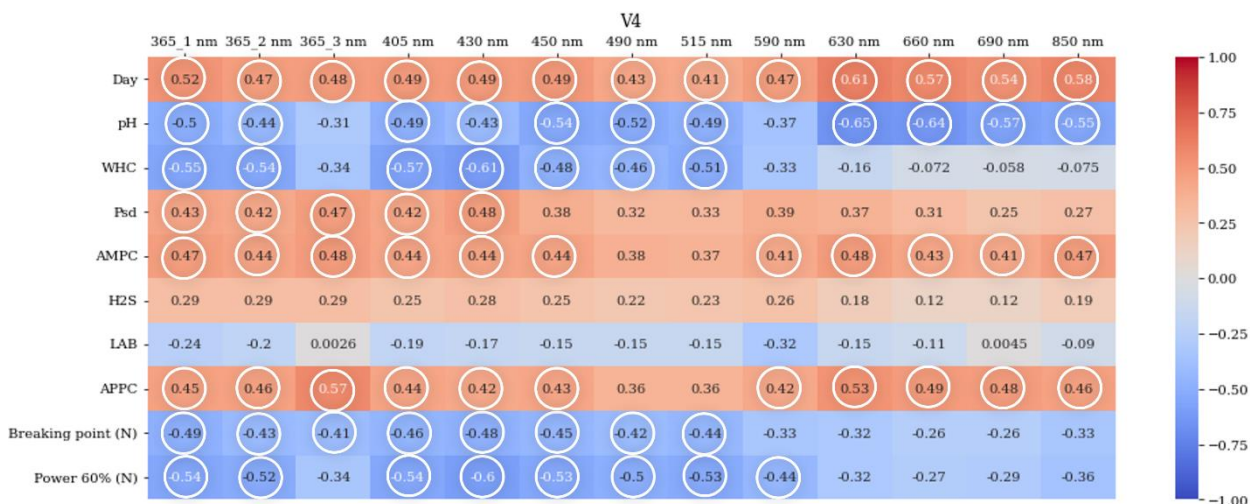 V4
365_1 nm 365_2 nm 365_3 nm 405 nm 430 nm 450 nm 490 nm 515 nm 590 nm 630 nm 660 nm 690 nm 850 nm
Day 0.52 0.47 0.48 0.49 0.49 0.49 0.43 0.41 0.47 0.61 0.57 0.54 0.58
pH -0.5 -0.44 -0.31 -0.49 -0.43 -0.54 -0.52 -0.49 -0.37 -0.65 -0.64 -0.57 -0.55
WHC -0.55 -0.54 -0.34 -0.57 -0.61 -0.48 -0.46 -0.51 -0.33 -0.16 -0.072 -0.058 -0.075
Psd 0.43 0.42 0.47 0.42 0.48 0.38 0.32 0.33 0.39 0.37 0.31 0.25 0.27
AMPC 0.47 0.44 0.48 0.44 0.44 0.44 0.38 0.37 0.41 0.48 0.43 0.41 0.47
H2S 0.29 0.29 0.29 0.25 0.28 0.25 0.22 0.23 0.26 0.18 0.12 0.12 0.19
LAB -0.24 -0.2 0.0026 -0.19 -0.17 -0.15 -0.15 -0.15 -0.32 -0.15 -0.11 0.0045 -0.09
APPC 0.45 0.46 0.57 0.44 0.42 0.43 0.36 0.36 0.42 0.53 0.49 0.48 0.46
Breaking point (N) -0.49 -0.43 -0.41 -0.46 -0.48 -0.45 -0.42 -0.44 -0.33 -0.32 -0.26 -0.26 -0.33
Power 60% (N) -0.54 -0.52 -0.34 -0.54 -0.6 -0.53 -0.5 -0.53 -0.44 -0.32 -0.27 -0.29 -0.36
1.00
0.75
0.50
0.25
0.00
−0.25
−0.50
−0.75
−1.00